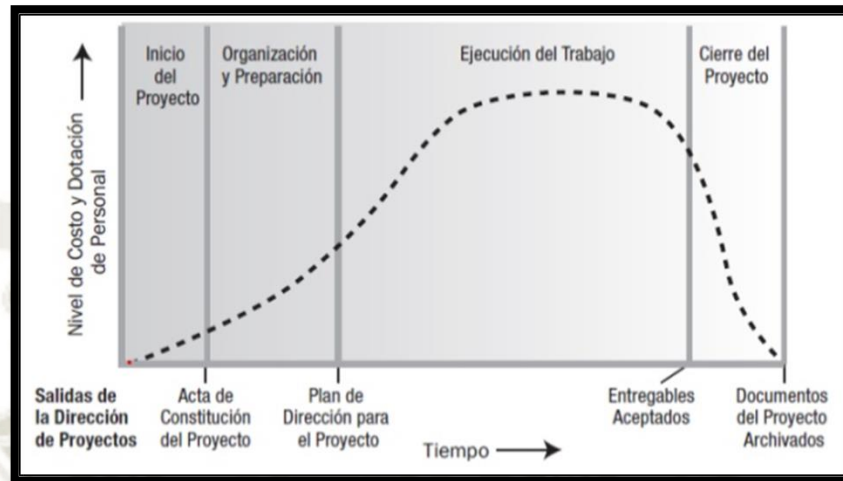 Inicio
del
Proyecto
Organización
y Preparación
Ejecución del Trabajo
Cierre del
Proyecto
Nivel de Costo y Dotación
de Personal
Salidas de
la Dirección
de Proyectos
Acta de
Constitución
del Proyecto
Plan de
Dirección para
el Proyecto
Entregables
Aceptados
Documentos
del Proyecto
Archivados
Tiempo